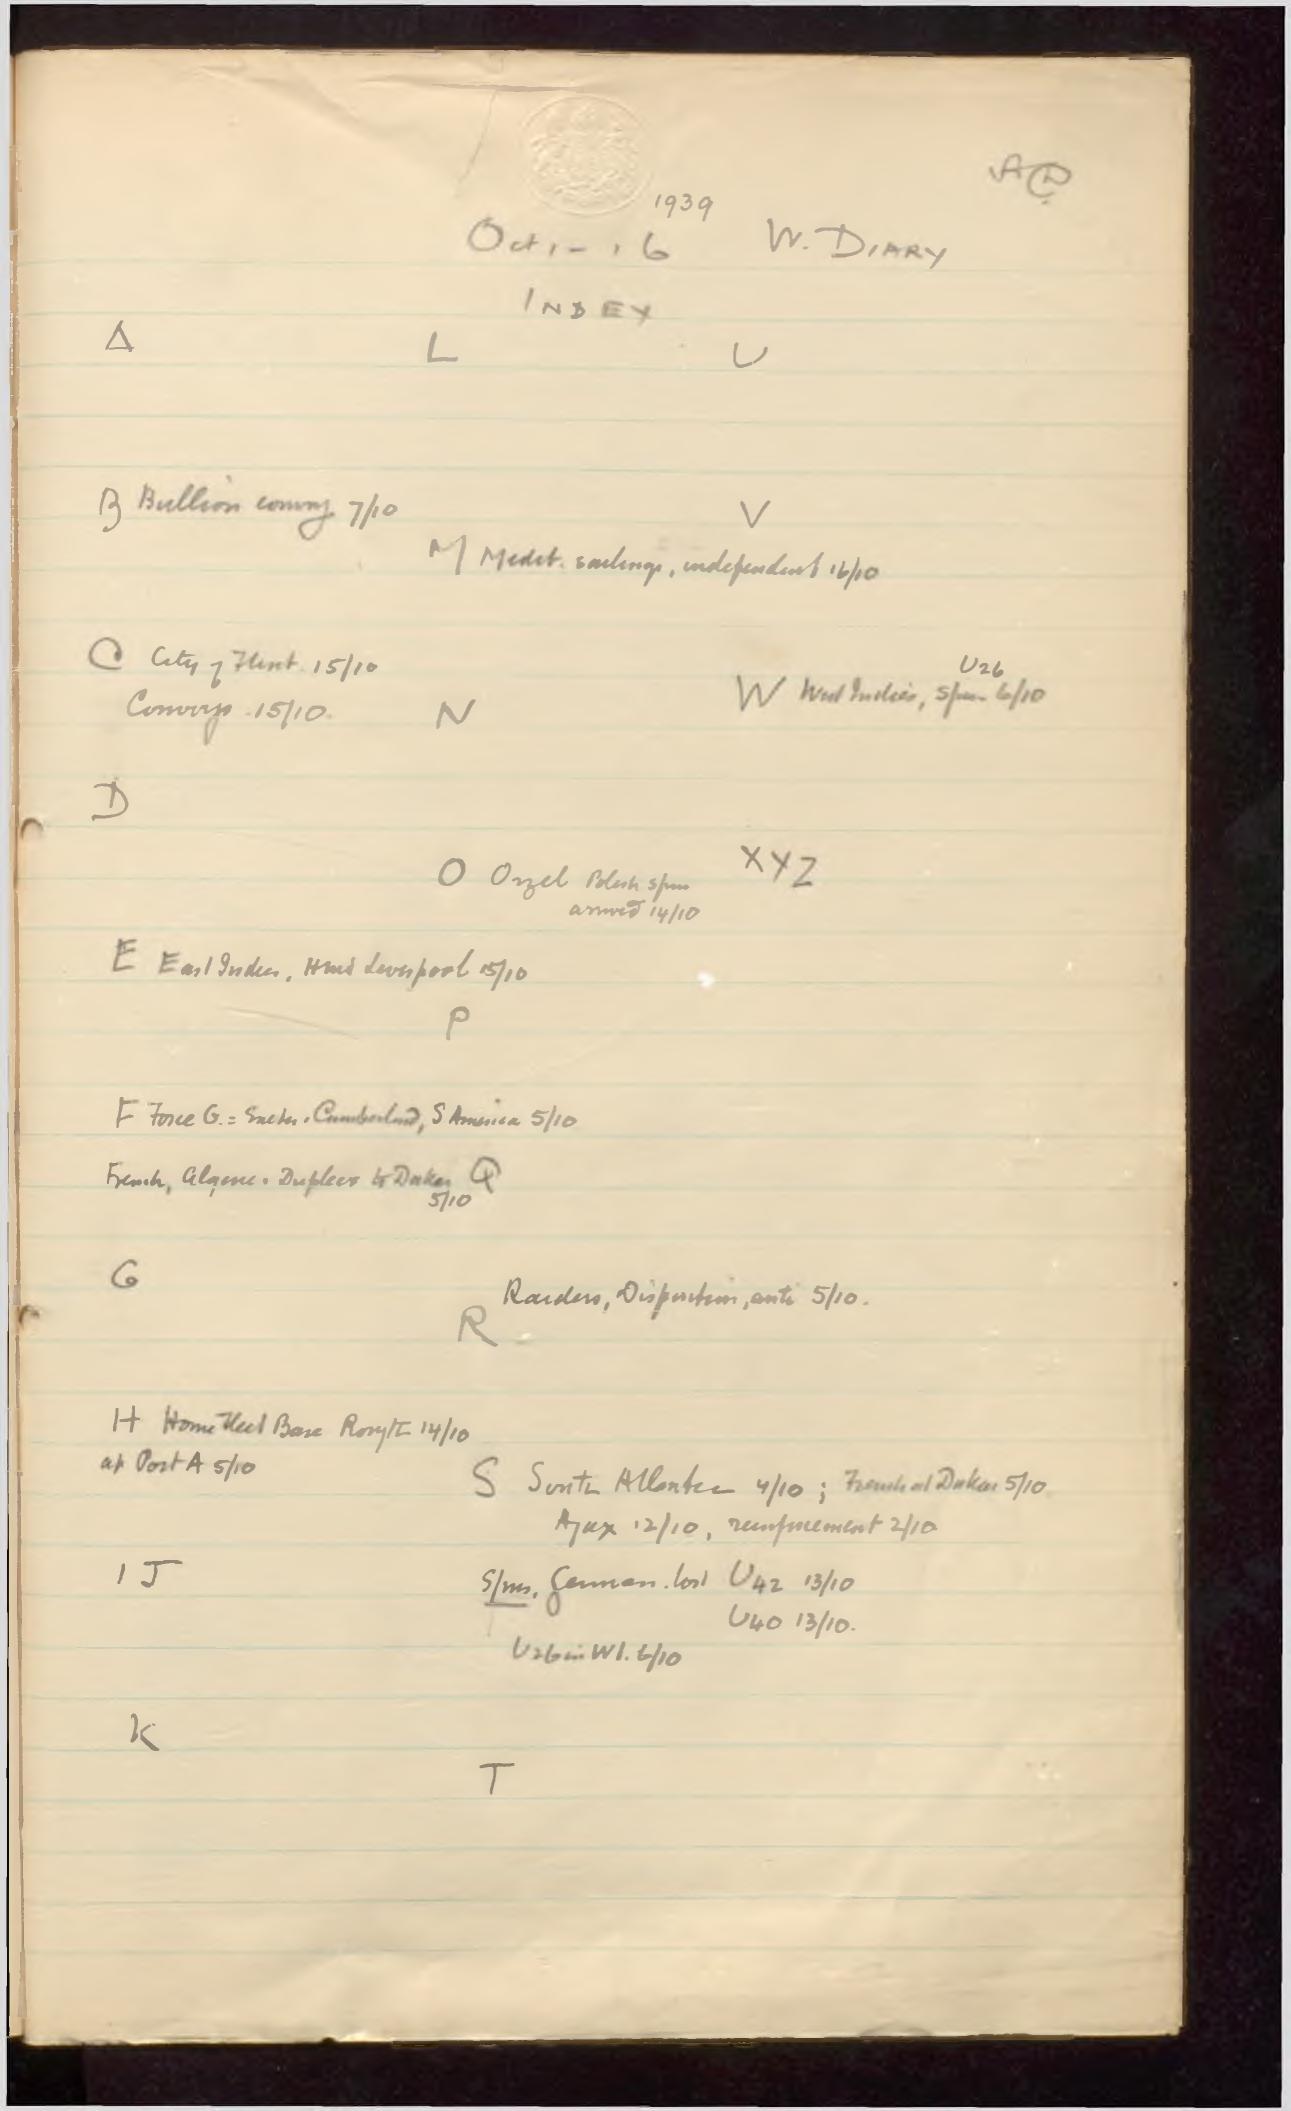 1939
Oct 1 – 16 W. DIARY
INDEX
A
B Bullion convoy 7/10
C City of Flint. 15/10
Convoys .15/10.
D
E East Indies, HMS Liverpool 15/10
F Force G. = Exeter. Cumberland, S America 5/10
French, Algerie. Dupleix to Dakar
5/10
G
H Home Fleet Base Rosyth 14/10
at Port A 5/10
I J
K
L
M Medit. sailings, independent 16/10
N
O Orzel Polish s/m
arrived 14/10
P
Q
R Raiders, Disposition, anti 5/10.
S South Atlantic 4/10 ; French at Dakar 5/10
Ajax 12/10, reinforcement 2/10
S/ms. German. lost U42 13/10
U40 13/10.
U26 in WI. 6/10
T
U
V
U26
W West Indies, s/m 6/10
XYZ